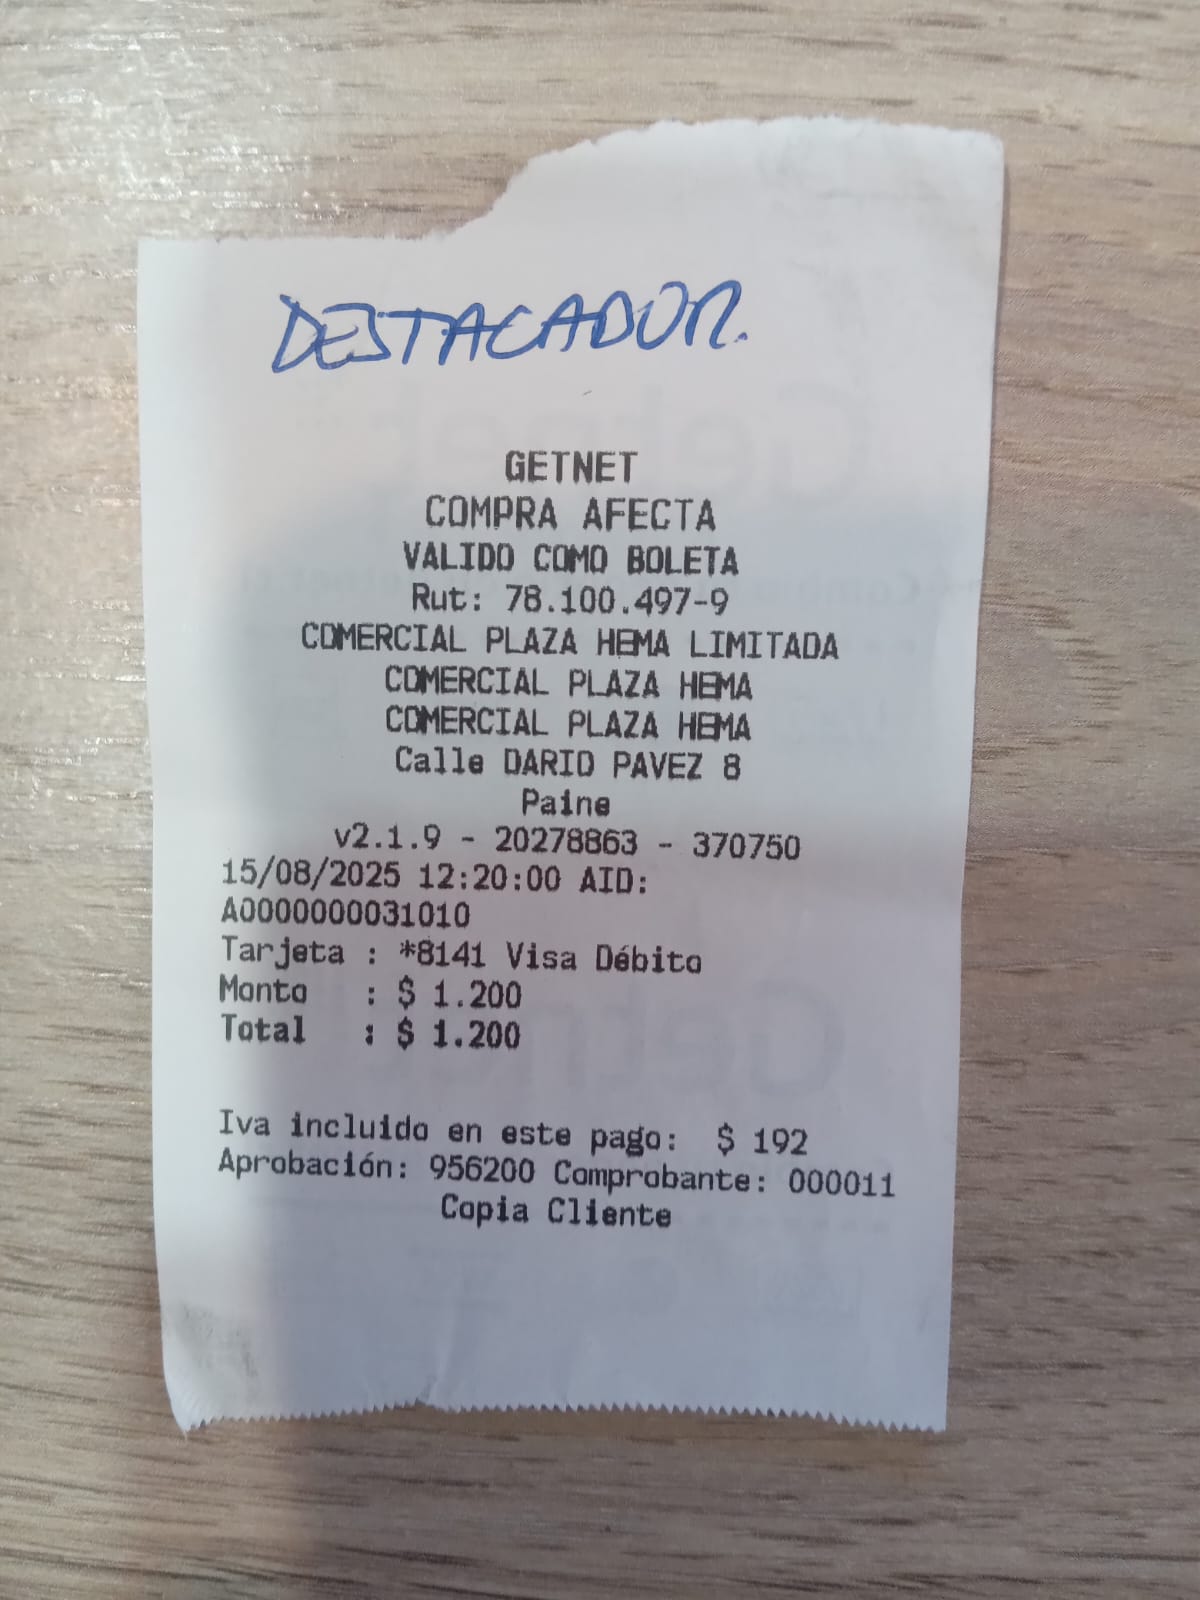 DESTACADOR.
GETNET
COMPRA AFECTA
VALIDO COMO BOLETA
Rut: 78.100.497-9
COMERCIAL PLAZA HEMA LIMITADA
COMERCIAL PLAZA HEMA
COMERCIAL PLAZA HEMA
Calle DARIO PAVEZ 8
Paine
v2.1.9 - 20278863 - 370750
15/08/2025 12:20:00 AID:
A0000000031010
Tarjeta : *8141 Visa Débito
Monto : $ 1.200
Total : $ 1.200
Iva incluido en este pago: $ 192
Aprobación: 956200 Comprobante: 000011
Copia Cliente